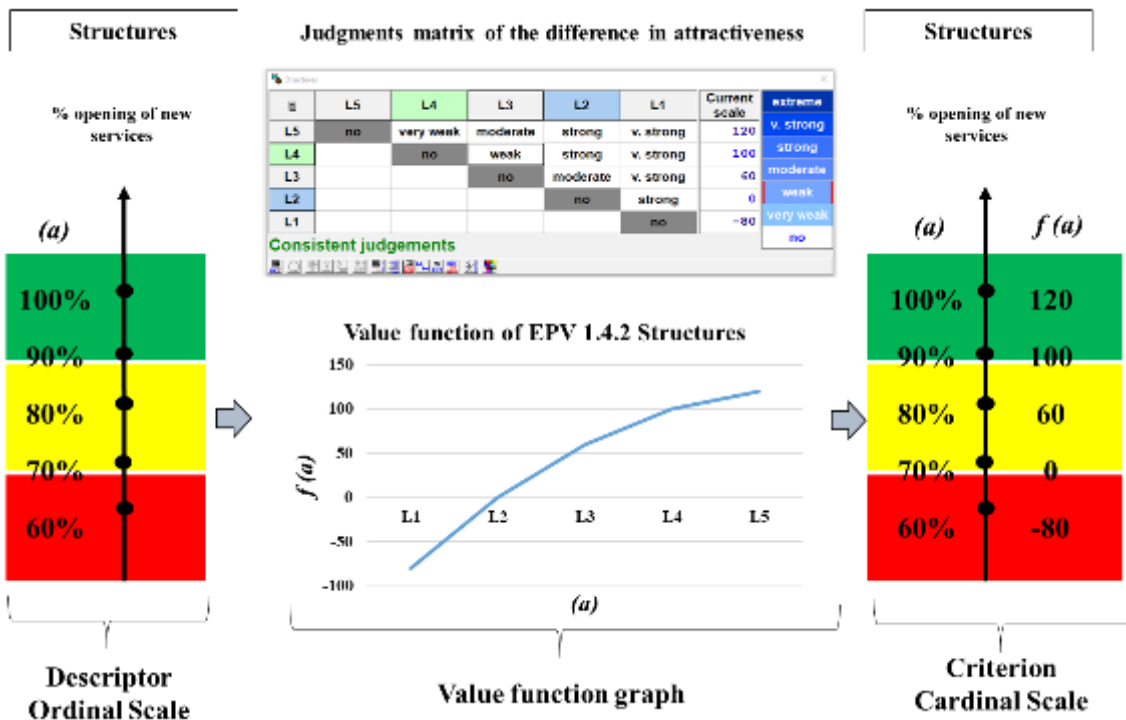 Structures
Judgments matrix of the difference in attractiveness
Structures
% opening of new
services
Structures
L5 L4 L3 L2 L1 Current scale extreme
L5 no very weak moderate strong v. strong 120 v. strong
L4 no weak strong v. strong 100 strong
L3 no moderate v. strong 60 moderate
L2 no strong 0 weak
L1 no -80 very weak
no
Consistent judgements
% opening of new
services
(a)
100%
90%
80%
70%
60%
Value function of EPV 1.4.2 Structures
150
100
50
0
-50
-100
f (a)
L1 L2 L3 L4 L5
(a)
(a) f (a)
100% 120
90% 100
80% 60
70% 0
60% -80
Descriptor
Ordinal Scale
Value function graph
Criterion
Cardinal Scale